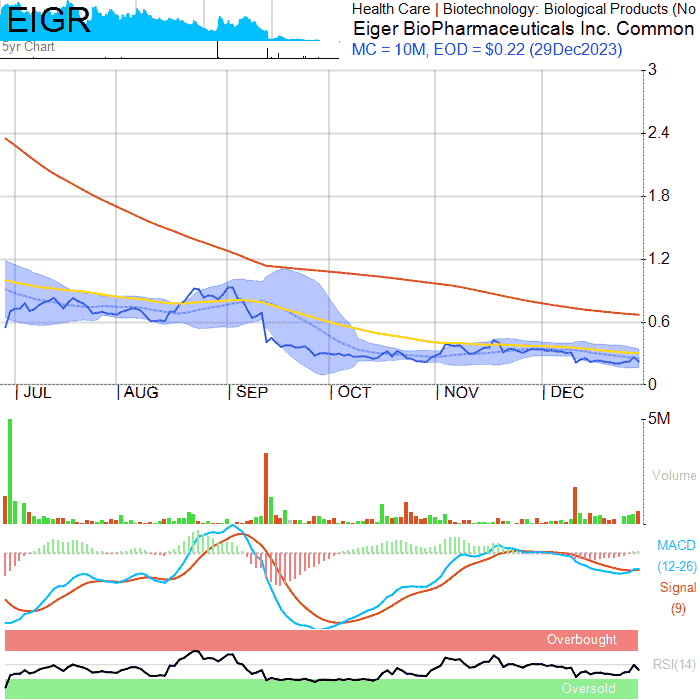 EIGR
5yr Chart
Health Care | Biotechnology: Biological Products (No
Eiger BioPharmaceuticals Inc. Common
MC = 10M, EOD = $0.22 (29Dec2023)
3
2.4
1.8
1.2
0.6
0
JUL AUG SEP OCT NOV DEC
5M
Volume
MACD
(12-26)
Signal
(9)
Overbought
RSI(14)
Oversold